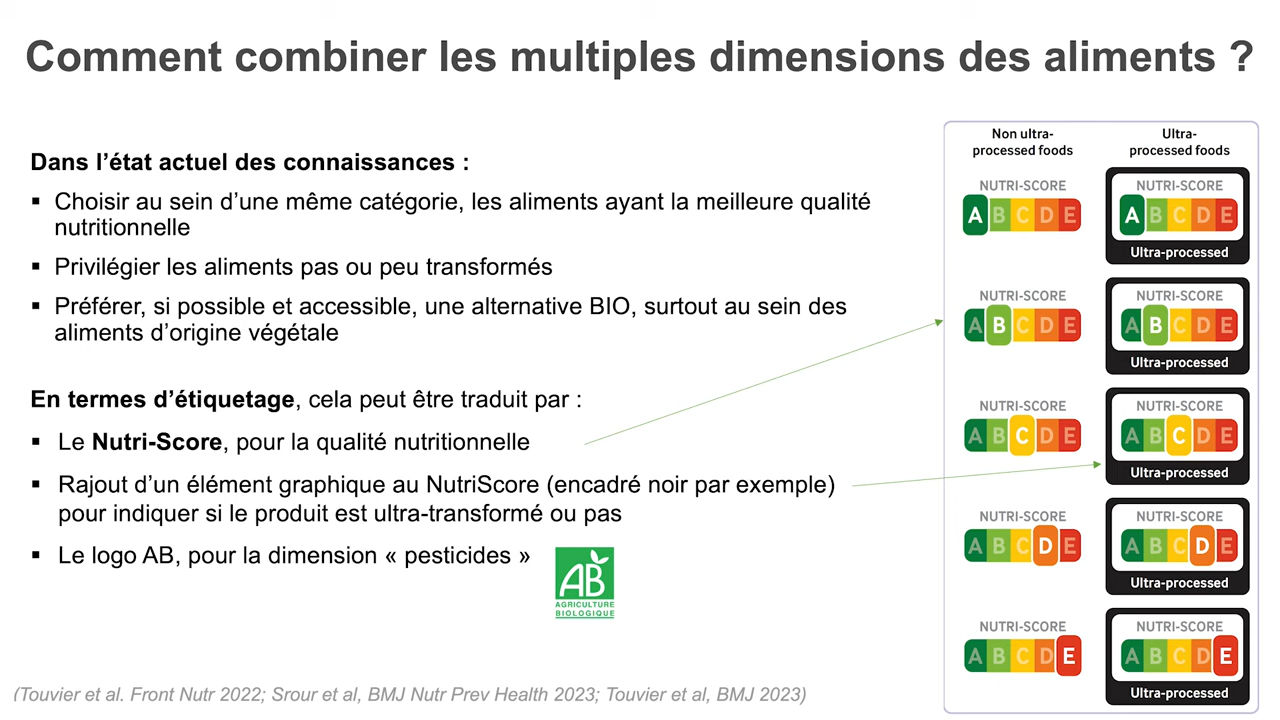 Comment combiner les multiples dimensions des aliments ?
Dans l’état actuel des connaissances :
▪ Choisir au sein d’une même catégorie, les aliments ayant la meilleure qualité
nutritionnelle
▪ Privilégier les aliments pas ou peu transformés
▪ Préférer, si possible et accessible, une alternative BIO, surtout au sein des
aliments d’origine végétale
En termes d’étiquetage, cela peut être traduit par :
▪ Le Nutri-Score, pour la qualité nutritionnelle
▪ Rajout d’un élément graphique au NutriScore (encadré noir par exemple)
pour indiquer si le produit est ultra-transformé ou pas
▪ Le logo AB, pour la dimension « pesticides »
AB
AGRICULTURE
BIOLOGIQUE
(Touvier et al. Front Nutr 2022; Srour et al, BMJ Nutr Prev Health 2023; Touvier et al, BMJ 2023)
Non ultra-
processed foods
NUTRI-SCORE
A B C D E
NUTRI-SCORE
A B C D E
NUTRI-SCORE
A B C D E
NUTRI-SCORE
A B C D E
NUTRI-SCORE
A B C D E
Ultra-
processed foods
NUTRI-SCORE
A B C D E
Ultra-processed
NUTRI-SCORE
A B C D E
Ultra-processed
NUTRI-SCORE
A B C D E
Ultra-processed
NUTRI-SCORE
A B C D E
Ultra-processed
NUTRI-SCORE
A B C D E
Ultra-processed